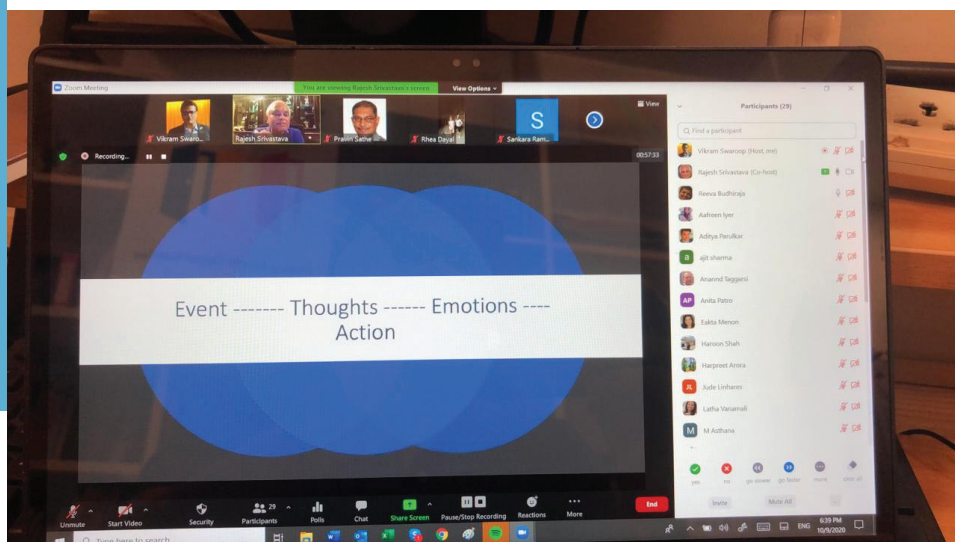 Zoom Meeting
You are viewing Rajesh Srivastava's screen
View Options
View
Vikram Swaro...
Rajesh Srivastava
Pravin Sathe
Rhea Dayal
S
Sankara Ram...
Recording...
00:57:33
Event ------- Thoughts ------ Emotions ----
Action
Participants (29)
Find a participant
Vikram Swaroop (Host, me)
Rajesh Srivastava (Co-host)
Reeva Budhiraja
Aafreen Iyer
Aditya Parulkar
a ajit sharma
Anannd Taggarsi
AP Anita Patro
Eakta Menon
Haroon Shah
Harpreet Arora
JL Jude Linhares
Latha Vanamali
M M Asthana
yes no go slower go faster more clear all
Invite Mute All
Unmute
Start Video
Security
29
Participants
Polls
Chat
Share Screen
Pause/Stop Recording
Reactions
More
End
Type here to search
ENG
6:39 PM
10/9/2020